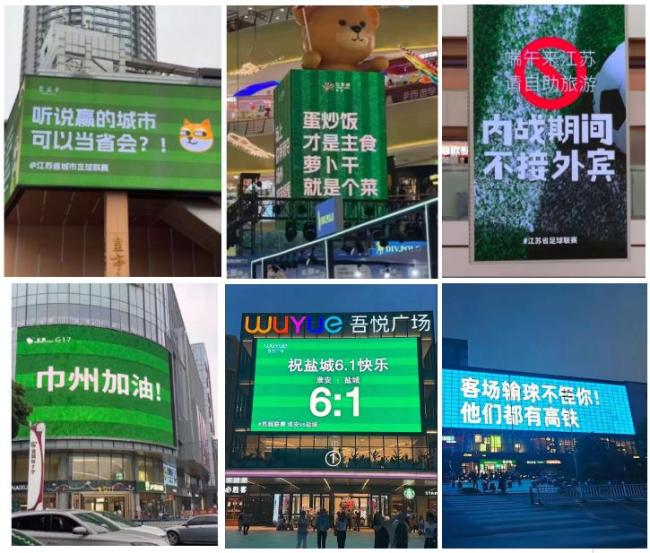 听说赢的城市
可以当省会？！
@江苏省城市足球联赛
蛋炒饭
才是主食
萝卜干
就是个菜
端午来江苏
请自助旅游
内战期间
不接外宾
#江苏省足球联赛
G17
巾州加油！
wuyue 吾悦广场
wuyue
祝盐城6.1快乐
淮安：盐城
6:1
客场输球不怪你！
他们都有高铁